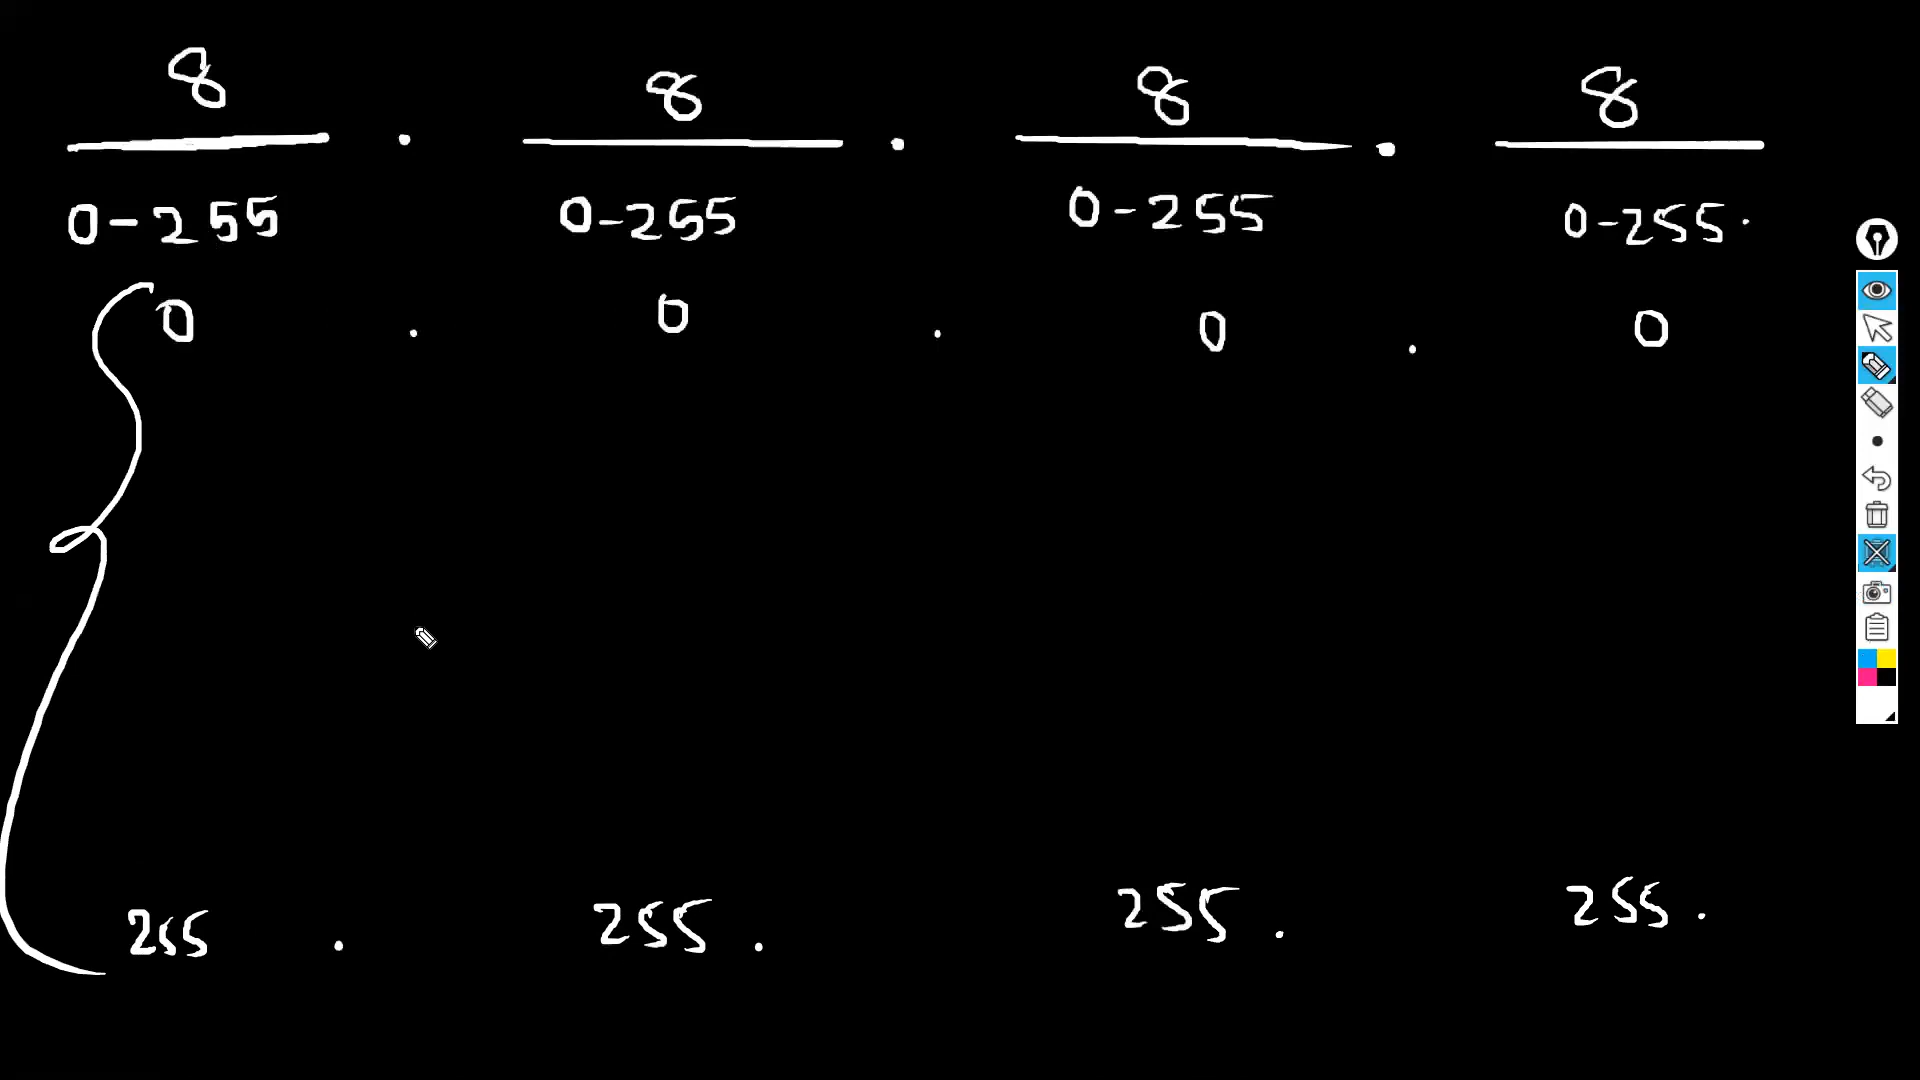 8 . 8 . 8 . 8
0-255 0-255 0-255 0-255.
0 . 0 . 0 . 0
255 . 255 . 255 . 255 .